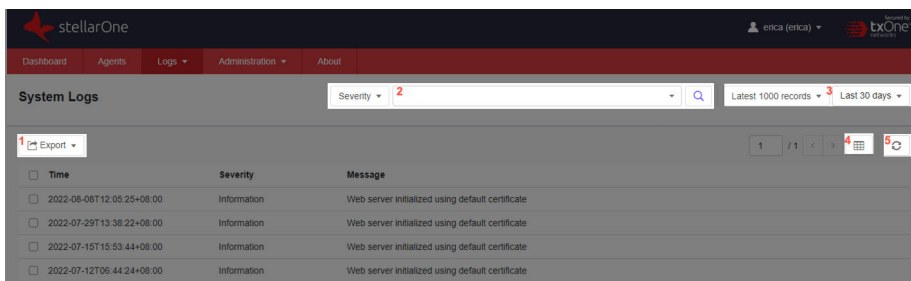 stellarOne
erica (erica)
Secured by
txOne
networks
Dashboard Agents Logs Administration About
System Logs
Severity 2
Latest 1000 records 3 Last 30 days
1 Export
1 / 1 < > 4 5
Time Severity Message
2022-08-08T12:05:25+08:00 Information Web server initialized using default certificate
2022-07-29T13:38:22+08:00 Information Web server initialized using default certificate
2022-07-15T15:53:44+08:00 Information Web server initialized using default certificate
2022-07-12T06:44:24+08:00 Information Web server initialized using default certificate